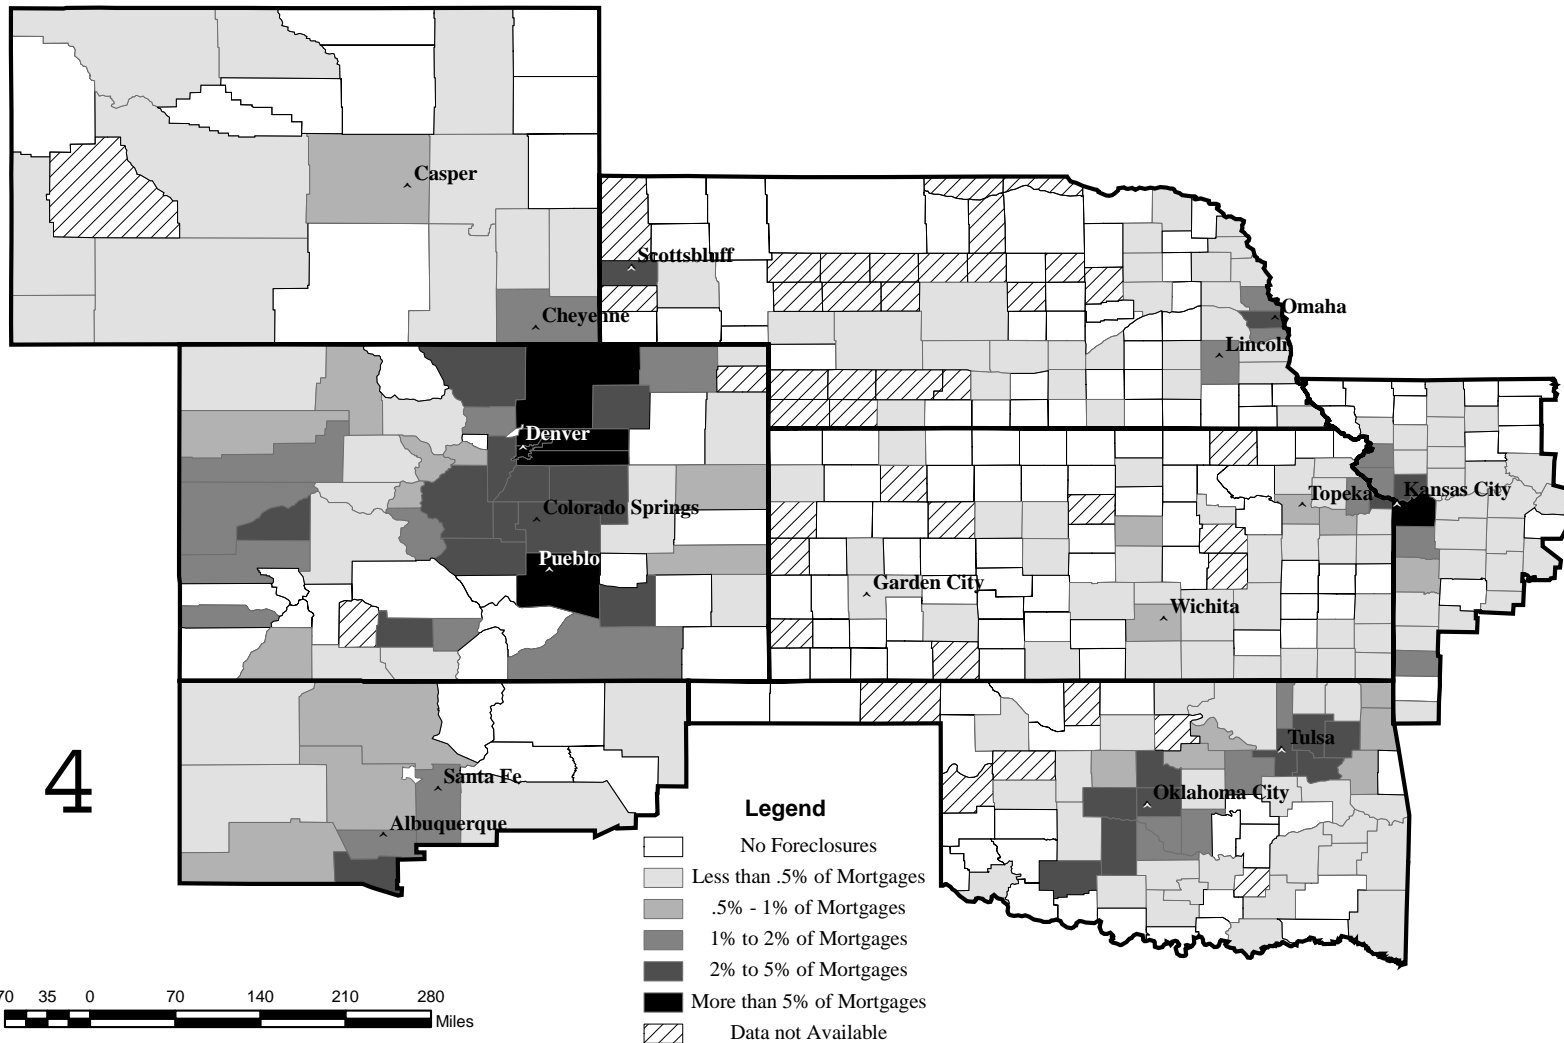 Casper
Scottsbluff
Cheyenne
Omaha
Lincoln
Denver
Colorado Springs
Topeka
Kansas City
Pueblo
Garden City
Wichita
Tulsa
Santa Fe
Oklahoma City
Albuquerque
4
Legend
No Foreclosures
Less than .5% of Mortgages
.5% - 1% of Mortgages
1% to 2% of Mortgages
2% to 5% of Mortgages
More than 5% of Mortgages
Data not Available
70 35 0 70 140 210 280
Miles